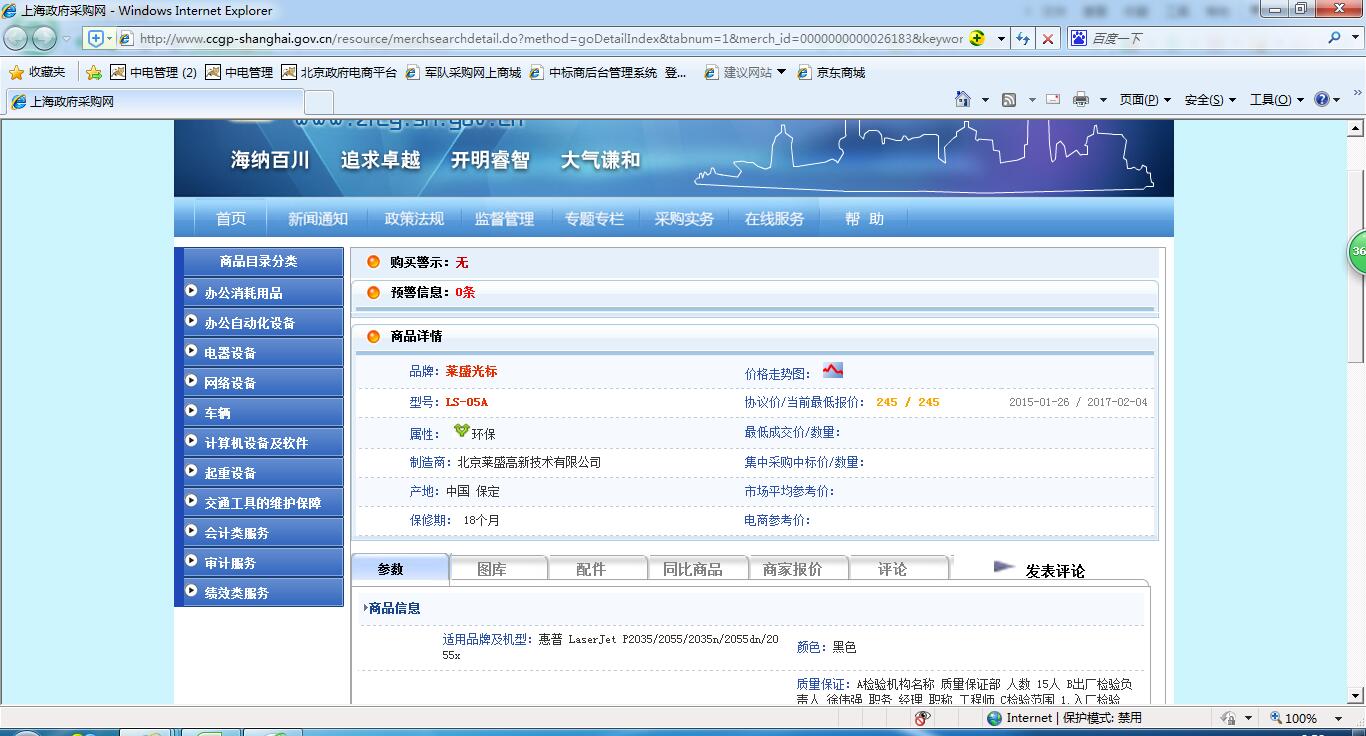 上海政府采购网 - Windows Internet Explorer
http://www.ccgp-shanghai.gov.cn/resource/merchsearchdetail.do?method=goDetailIndex&tabnum=1&merch_id=0000000000026183&keywor
百度一下
收藏夹 中电管理 (2) 中电管理 北京政府电商平台 军队采购网上商城 中标商后台管理系统 登... 建议网站 京东商城
上海政府采购网
页面(P) 安全(S) 工具(O)
www.zfcg.sh.gov.cn
海纳百川 追求卓越 开明睿智 大气谦和
首页 新闻通知 政策法规 监督管理 专题专栏 采购实务 在线服务 帮 助
商品目录分类
办公消耗用品
办公自动化设备
电器设备
网络设备
车辆
计算机设备及软件
起重设备
交通工具的维护保障
会计类服务
审计服务
绩效类服务
购买警示：无
预警信息：0条
商品详情
品牌：莱盛光标 价格走势图：
型号：LS-05A 协议价/当前最低报价： 245 / 245 2015-01-26 / 2017-02-04
属性： 环保 最低成交价/数量：
制造商：北京莱盛高新技术有限公司 集中采购中标价/数量：
产地：中国 保定 市场平均参考价：
保修期： 18个月 电商参考价：
参数 图库 配件 同比商品 商家报价 评论 发表评论
商品信息
适用品牌及机型：惠普 LaserJet P2035/2055/2035n/2055dn/20
55x
颜色：黑色
质量保证：A检验机构名称 质量保证部 人数 15人 B出厂检验负
责人 徐伟强 职务 经理 职称 工程师 C检验范围 1.入厂检验
36
Internet | 保护模式: 禁用
100%